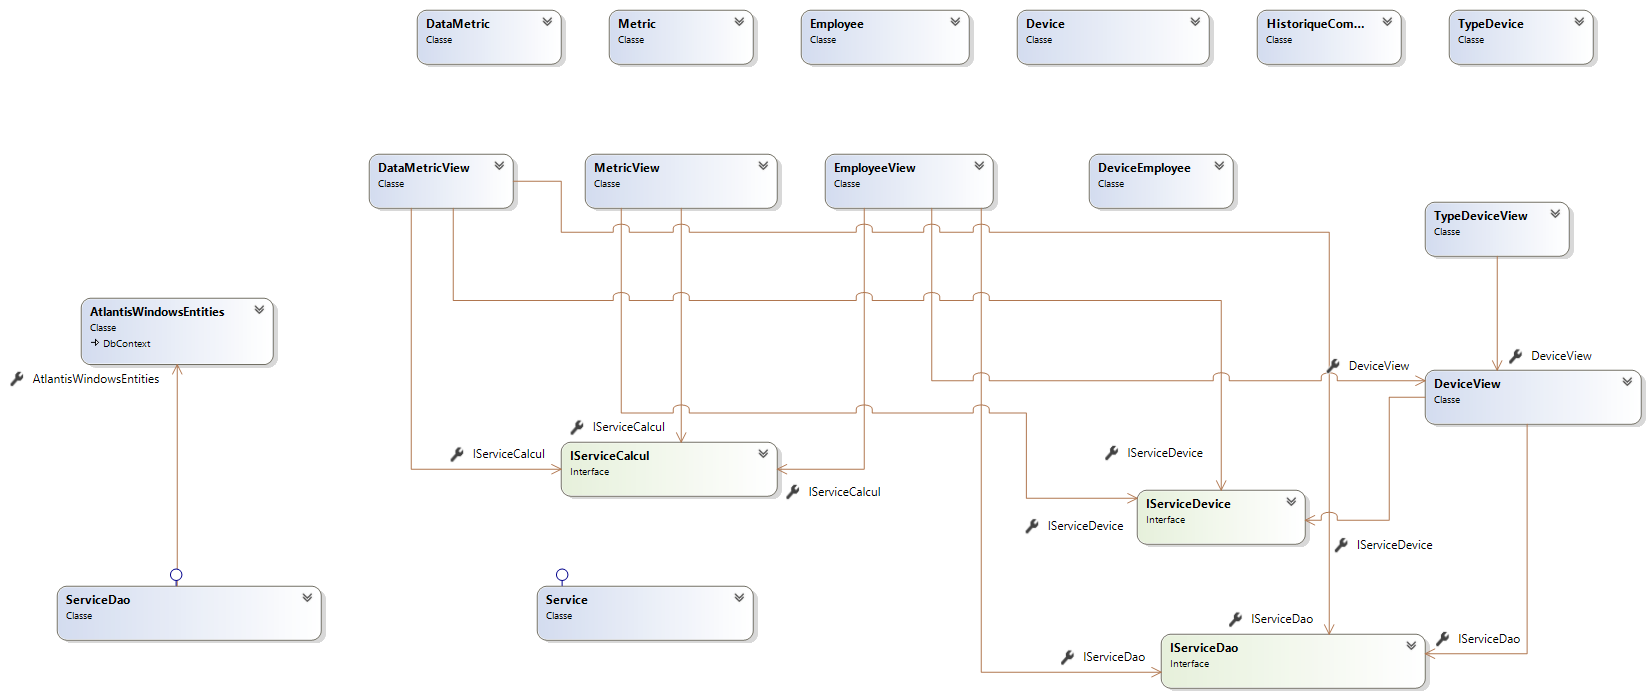 DataMetric
Classe
Metric
Classe
Employee
Classe
Device
Classe
HistoriqueCom...
Classe
TypeDevice
Classe
DataMetricView
Classe
MetricView
Classe
EmployeeView
Classe
DeviceEmployee
Classe
TypeDeviceView
Classe
AtlantisWindowsEntities
Classe
DbContext
AtlantisWindowsEntities
DeviceView
DeviceView
DeviceView
Classe
IServiceCalcul
IServiceCalcul
IServiceCalcul
Interface
IServiceCalcul
IServiceDevice
IServiceDevice
Interface
IServiceDevice
IServiceDevice
ServiceDao
Classe
Service
Classe
IServiceDao
IServiceDao
IServiceDao
IServiceDao
Interface